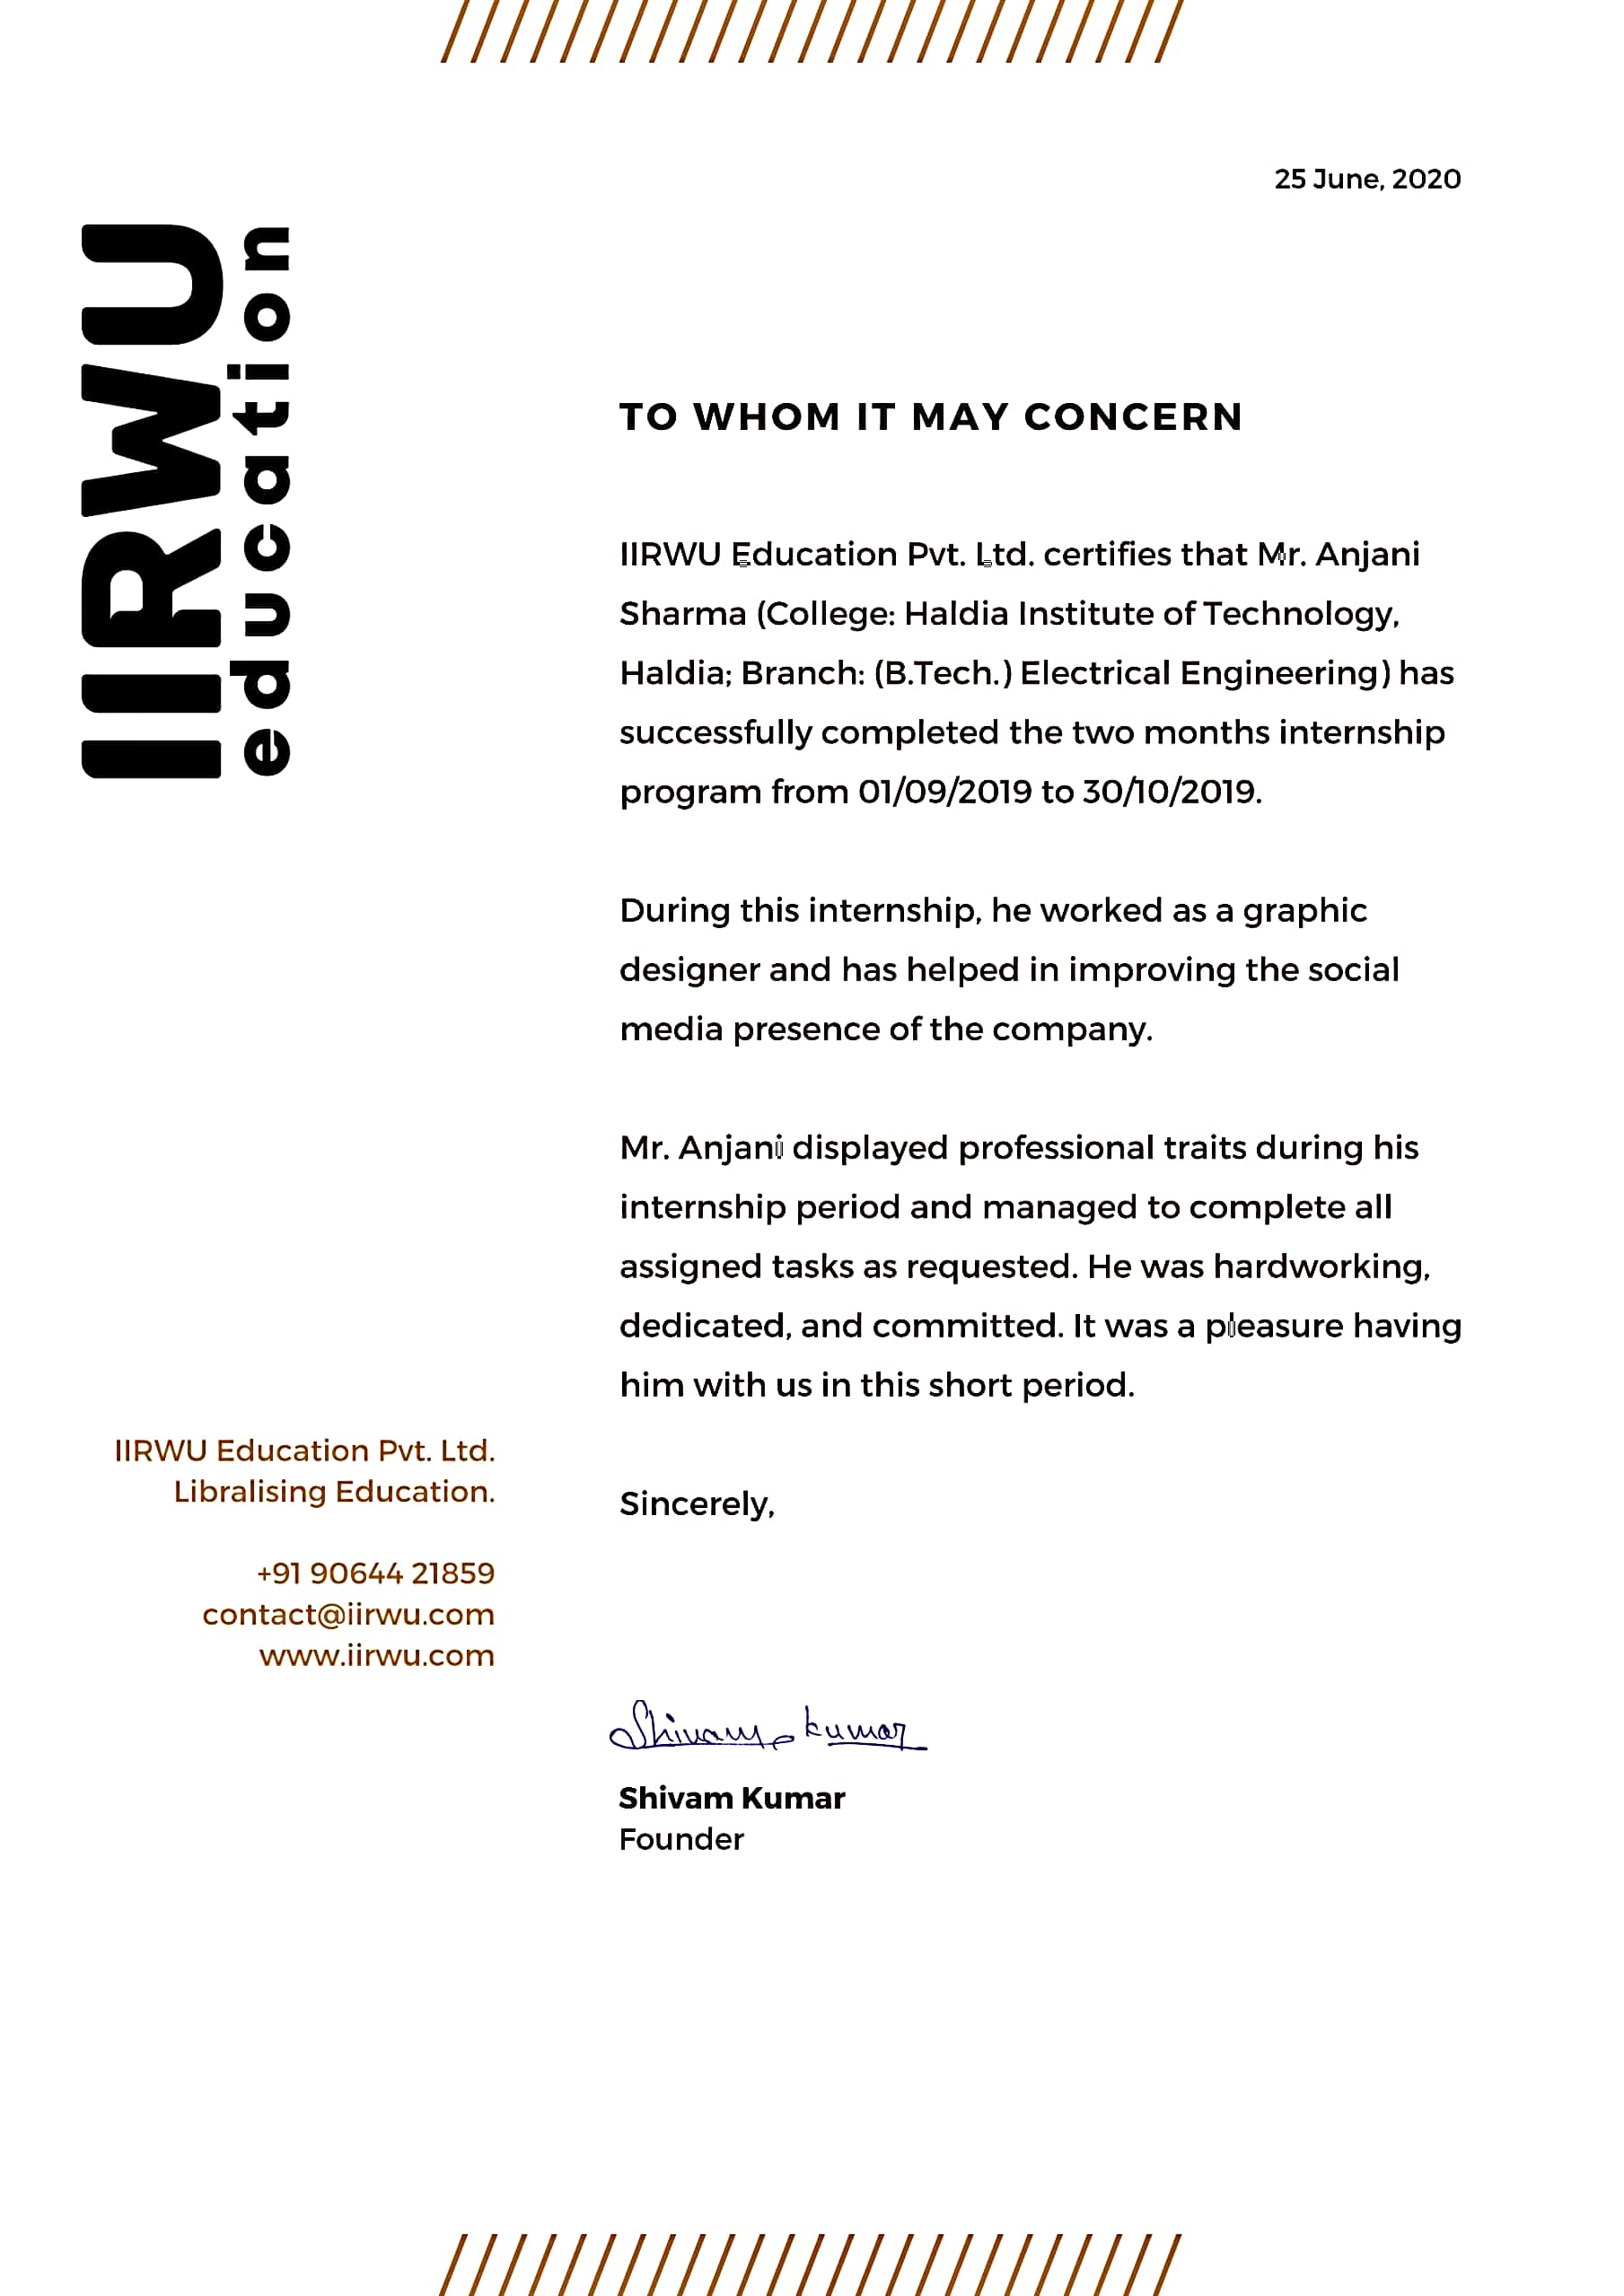 25 June, 2020
IIRWU
education
TO WHOM IT MAY CONCERN
IIRWU Education Pvt. Ltd. certifies that Mr. Anjani
Sharma (College: Haldia Institute of Technology,
Haldia; Branch: (B.Tech.) Electrical Engineering) has
successfully completed the two months internship
program from 01/09/2019 to 30/10/2019.
During this internship, he worked as a graphic
designer and has helped in improving the social
media presence of the company.
Mr. Anjani displayed professional traits during his
internship period and managed to complete all
assigned tasks as requested. He was hardworking,
dedicated, and committed. It was a pleasure having
him with us in this short period.
IIRWU Education Pvt. Ltd.
Libralising Education.
+91 90644 21859
contact@iirwu.com
www.iirwu.com
Sincerely,
Shivam Kumar
Shivam Kumar
Founder